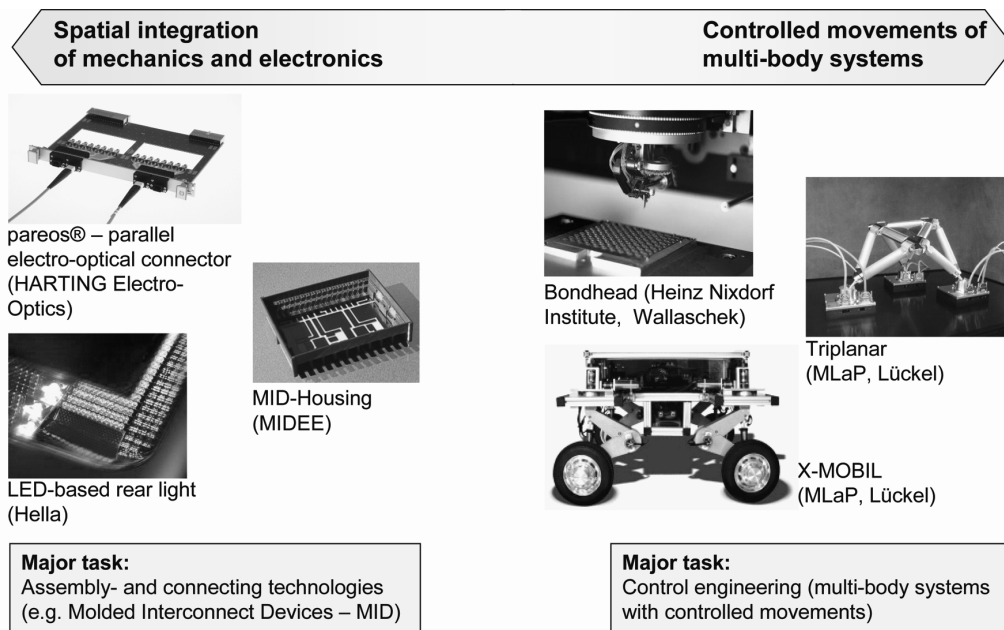 Spatial integration
of mechanics and electronics
Controlled movements of
multi-body systems
pareos® – parallel
electro-optical connector
(HARTING Electro-
Optics)
MID-Housing
(MIDEE)
LED-based rear light
(Hella)
Bondhead (Heinz Nixdorf
Institute, Wallaschek)
Triplanar
(MLaP, Lückel)
X-MOBIL
(MLaP, Lückel)
Major task:
Assembly- and connecting technologies
(e.g. Molded Interconnect Devices – MID)
Major task:
Control engineering (multi-body systems
with controlled movements)